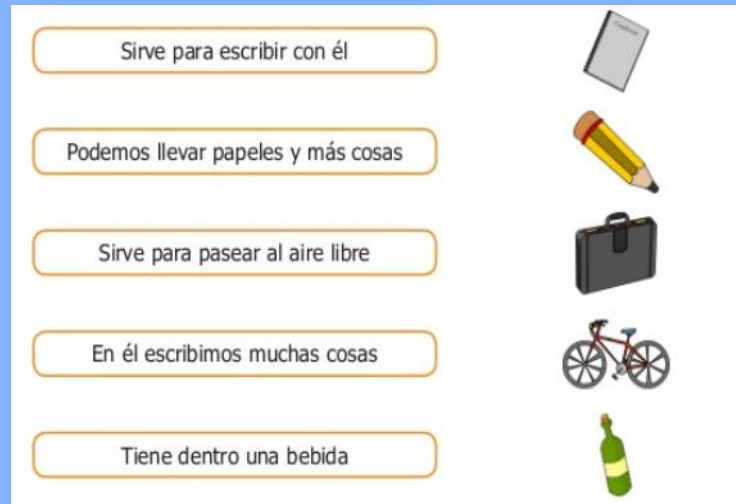 Sirve para escribir con él
Podemos llevar papeles y más cosas
Sirve para pasear al aire libre
En él escribimos muchas cosas
Tiene dentro una bebida